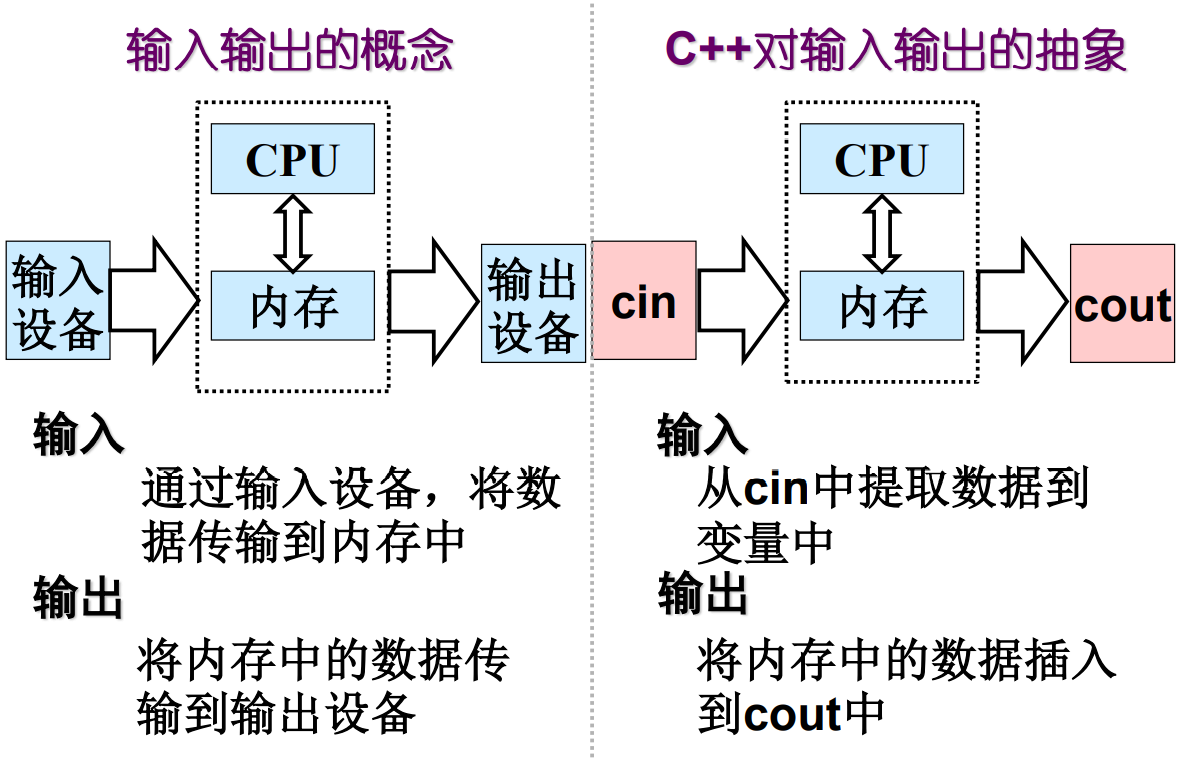 输入输出的概念
CPU
内存
输入
设备
输出
设备
输入
通过输入设备，将数
据传输到内存中
输出
将内存中的数据传
输到输出设备
C++对输入输出的抽象
CPU
内存
cin
cout
输入
从cin中提取数据到
变量中
输出
将内存中的数据插入
到cout中